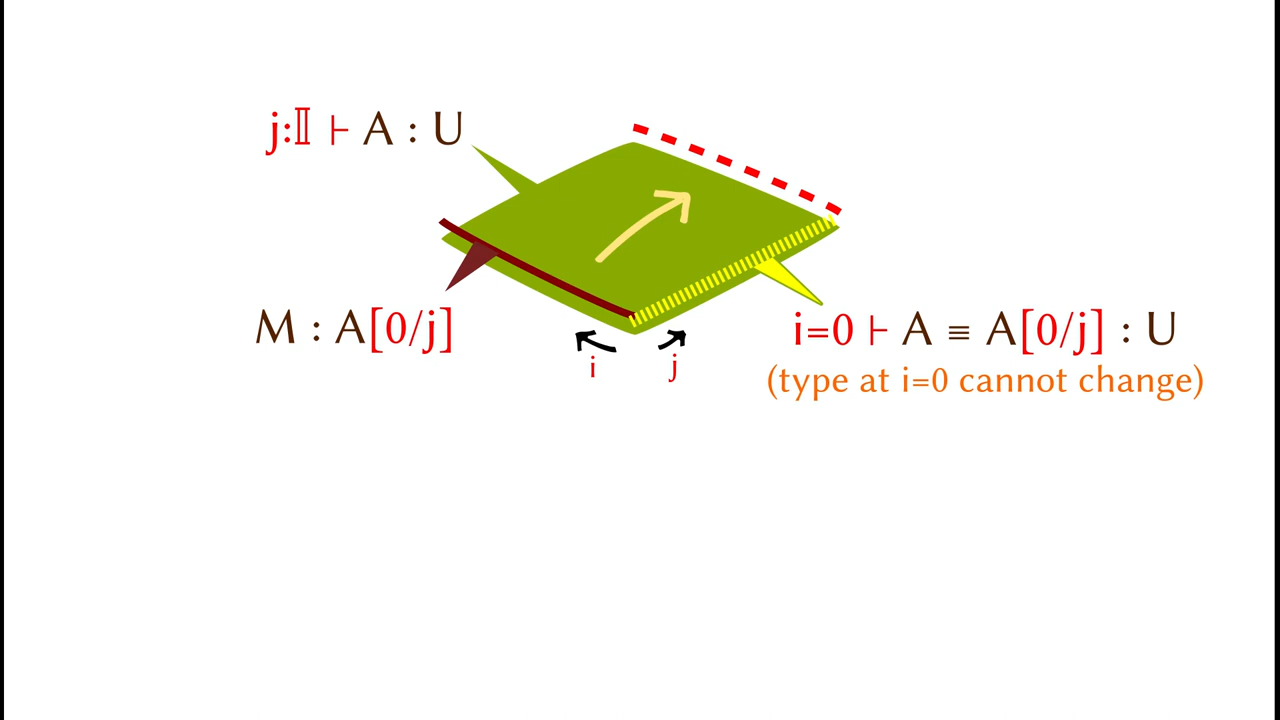 j:𝕀 ⊢ A : U
M : A[0/j]
i=0 ⊢ A ≡ A[0/j] : U
(type at i=0 cannot change)
i
j